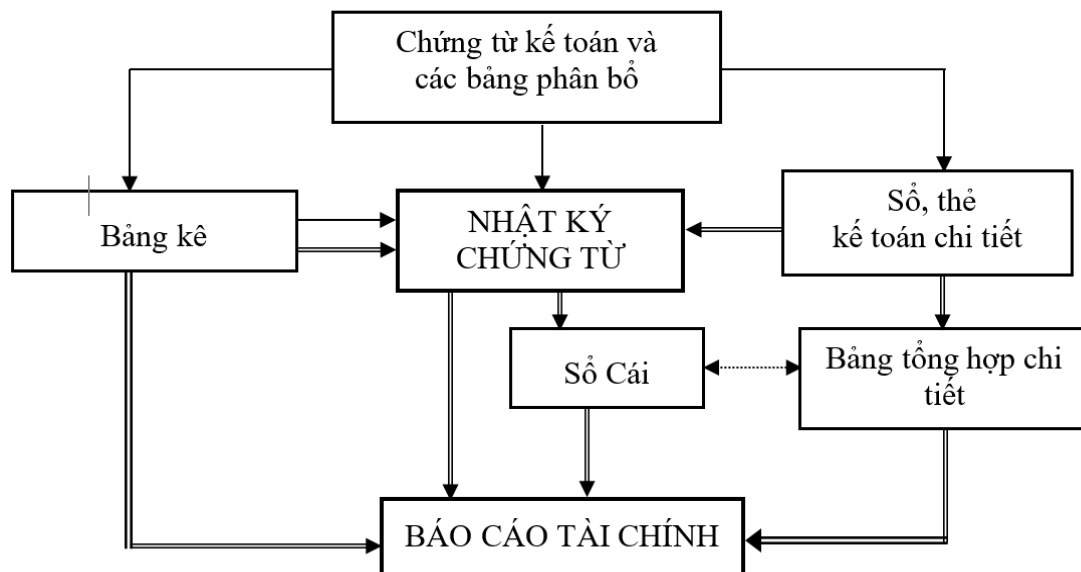 Chứng từ kế toán và
các bảng phân bổ
Bảng kê
NHẬT KÝ
CHỨNG TỪ
Sổ, thẻ
kế toán chi tiết
Sổ Cái
Bảng tổng hợp chi
tiết
BÁO CÁO TÀI CHÍNH